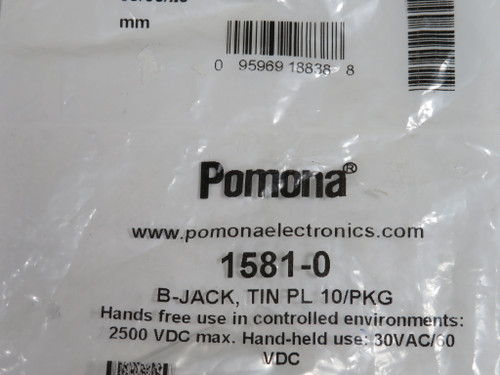 mm
0 95969 18838 8
Pomona®
www.pomonaelectronics.com
1581-0
B-JACK, TIN PL 10/PKG
Hands free use in controlled environments:
2500 VDC max. Hand-held use: 30VAC/60
VDC